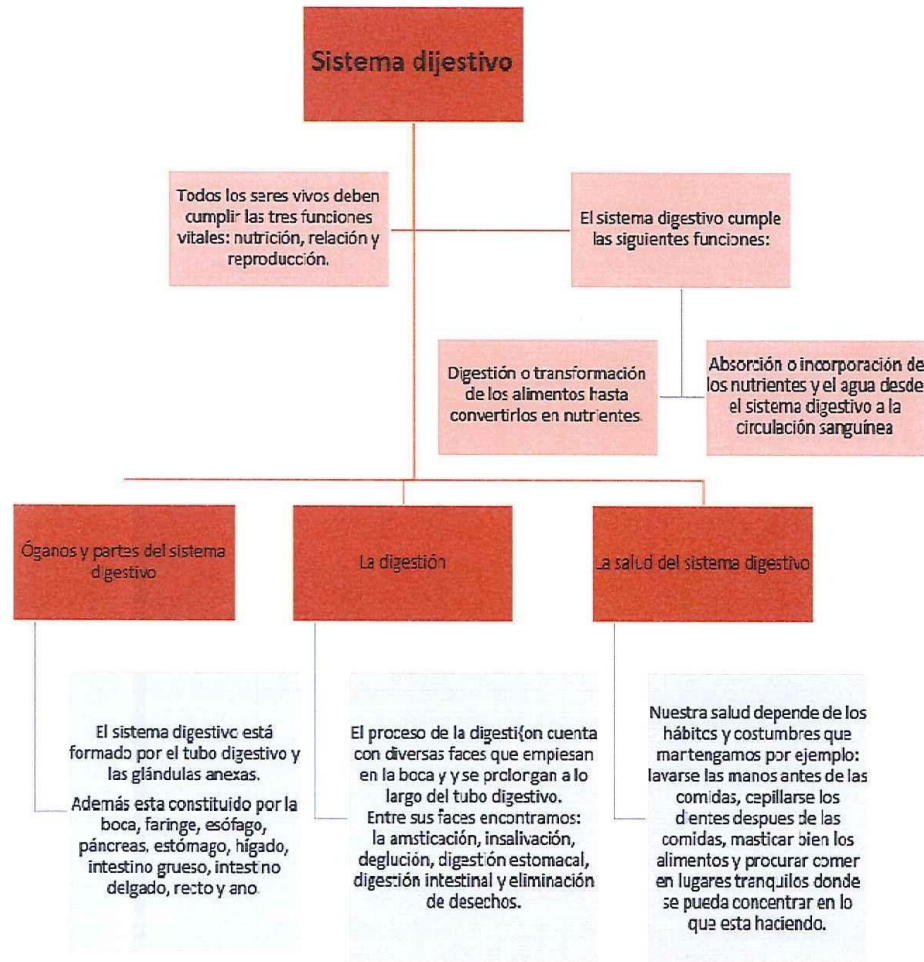 Sistema dijestivo
Todos los seres vivos deben
cumplir las tres funciones
vitales: nutrición, relación y
reproducción.
El sistema digestivo cumple
las siguientes funciones:
Digestión o transformación
de los alimentos hasta
convertirlos en nutrientes.
Absorción o incorporación de
los nutrientes y el agua desde
el sistema digestivo a la
circulación sanguínea
Óganos y partes del sistema
digestivo
La digestión
La salud del sistema digestivo
El sistema digestivo está
formado por el tubo digestivo y
las glándulas anexas.
Además esta constituido por la
boca, faringe, esófago,
páncreas, estómago, hígado,
intestino grueso, intestino
delgado, recto y ano
El proceso de la digesti{on cuenta
con diversas faces que empiesan
en la boca y y se prolongan a lo
largo del tubo digestivo.
Entre sus faces encontramos:
la amsticación, insalivación,
deglución, digestión estomacal,
digestión intestinal y eliminación
de desechos.
Nuestra salud depende de los
hábitos y costumbres que
mantengamos por ejemplo:
lavarse las manos antes de las
comidas, cepillarse los
dientes despues de las
comidas, masticar bien los
alimentos y procurar comer
en lugares tranquilos donde
se pueda concentrar en lo
que esta haciendo.